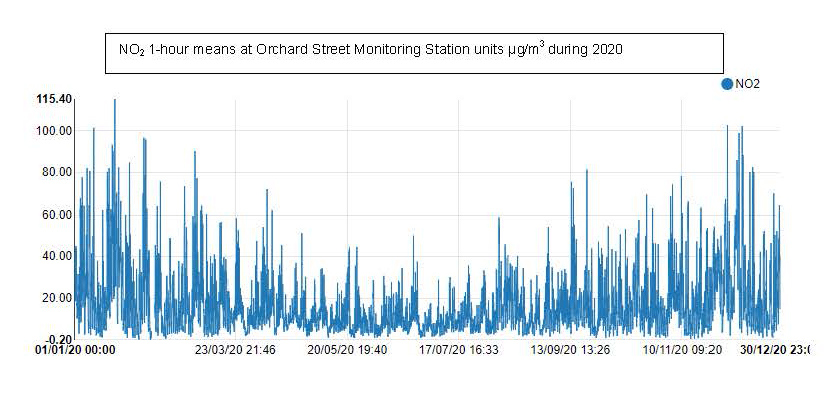 NO₂ 1-hour means at Orchard Street Monitoring Station units µg/m³ during 2020
NO2
115.40
100.00
80.00
60.00
40.00
20.00
-0.20
01/01/20 00:00 23/03/20 21:46 20/05/20 19:40 17/07/20 16:33 13/09/20 13:26 10/11/20 09:20 30/12/20 23:0